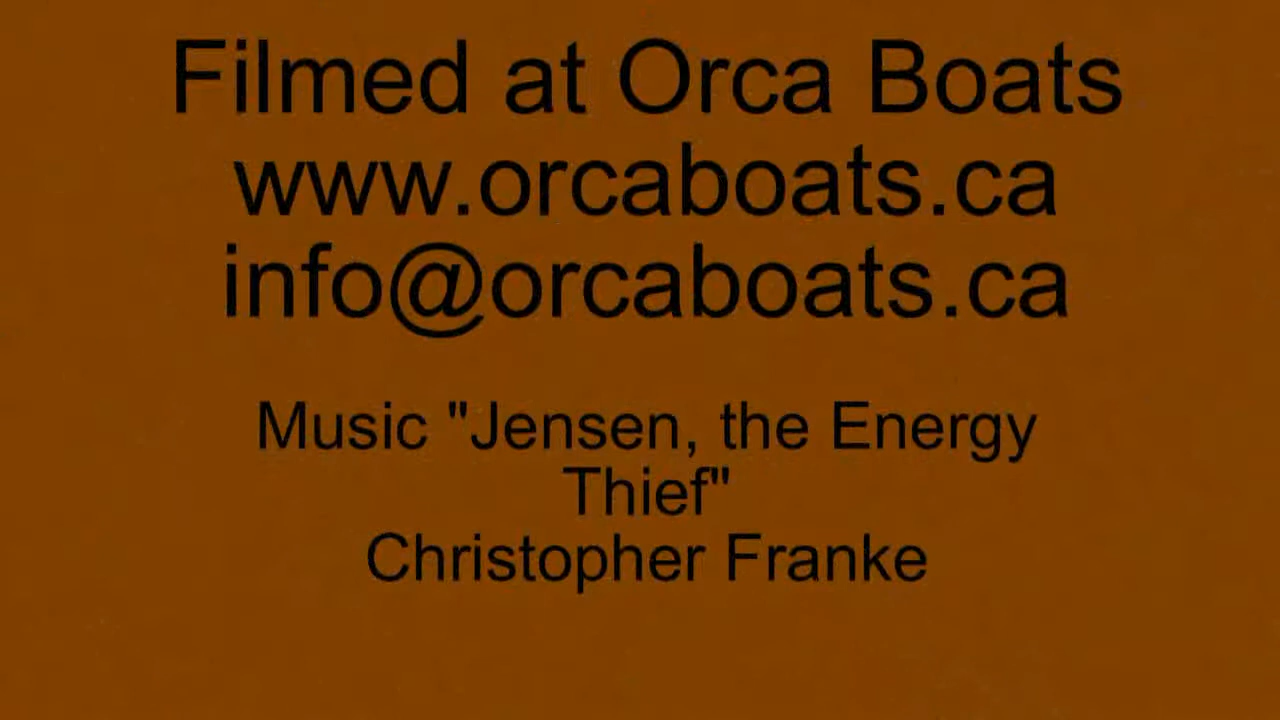 Filmed at Orca Boats
www.orcaboats.ca
info@orcaboats.ca
Music "Jensen, the Energy
Thief"
Christopher Franke